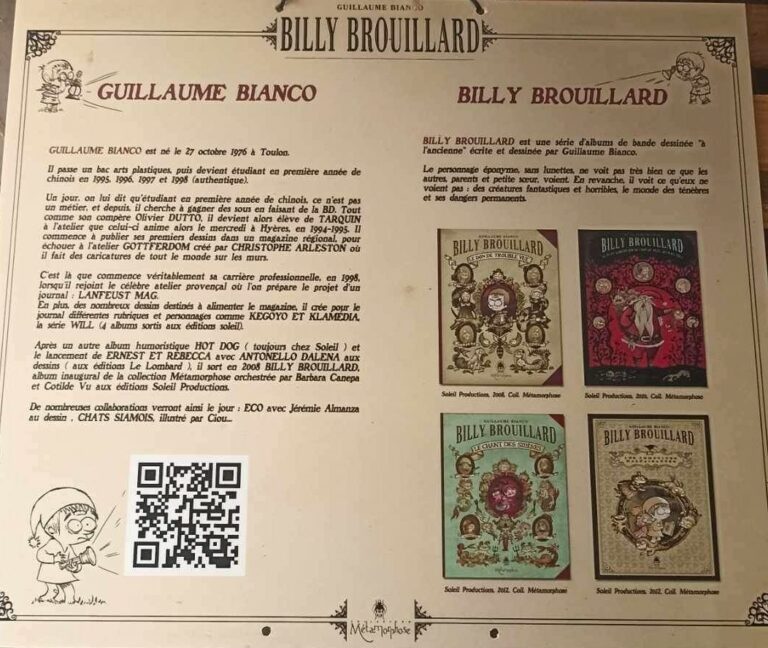 GUILLAUME BIANCO
BILLY BROUILLARD
GUILLAUME BIANCO
GUILLAUME BIANCO est né le 27 octobre 1976 à Toulon.
Il passe un bac arts plastiques, puis devient étudiant en première année de
chinois en 1995, 1996, 1997 et 1998 (authentique).
Un jour, on lui dit qu'étudiant en première année de chinois, ce n'est pas
un métier, et depuis, il cherche à gagner des sous en faisant de la BD. Tout
comme son compère Olivier DUTTO, il devient alors élève de TARQUIN
à l'atelier que celui-ci anime alors le mercredi à Hyères, en 1994-1995. Il
commence à publier ses premiers dessins dans un magazine régional, pour
échouer à l'atelier GOTTFERDOM créé par CHRISTOPHE ARLESTON où
il fait des caricatures de tout le monde sur les murs.
C'est là que commence véritablement sa carrière professionnelle, en 1998,
lorsqu'il rejoint le célèbre atelier provençal où l'on prépare le projet d'un
journal : LANFEUST MAG.
En plus, des nombreux dessins destinés à alimenter le magazine, il crée pour le
journal différentes rubriques et personnages comme KEGOYO ET KLAMEDIA,
la série WILL (4 albums sortis aux éditions soleil).
Après un autre album humoristique HOT DOG ( toujours chez Soleil ) et
le lancement de ERNEST ET REBECCA avec ANTONELLO DALENA aux
dessins ( aux éditions Le Lombard ), il sort en 2008 BILLY BROUILLARD,
album inaugural de la collection Métamorphose orchestrée par Barbara Canepa
et Cotilde Vu aux éditions Soleil Productions.
De nombreuses collaborations verront ainsi le jour : ECO avec Jérémie Almanza
au dessin , CHATS SIAMOIS, illustré par Ciou...
BILLY BROUILLARD
BILLY BROUILLARD est une série d'albums de bande dessinée "à
l'ancienne" écrite et dessinée par Guillaume Bianco.
Le personnage éponyme, sans lunettes, ne voit pas très bien ce que les
autres, parents et petite sœur, voient. En revanche, il voit ce qu'eux ne
voient pas : des créatures fantastiques et horribles, le monde des ténèbres
et ses dangers permanents.
GUILLAUME BIANCO
BILLY BROUILLARD
LE DON DE TROUBLE VUE
Soleil Productions, 2008, Coll. Métamorphose
BILLY BROUILLARD
Soleil Productions, Coll. Métamorphose
GUILLAUME BIANCO
BILLY BROUILLARD
LE CHANT DES SIRÈNES
Soleil Productions, 2012, Coll. Métamorphose
GUILLAUME BIANCO
BILLY BROUILLARD
Soleil Productions, 2012, Coll. Métamorphose
Métamorphose